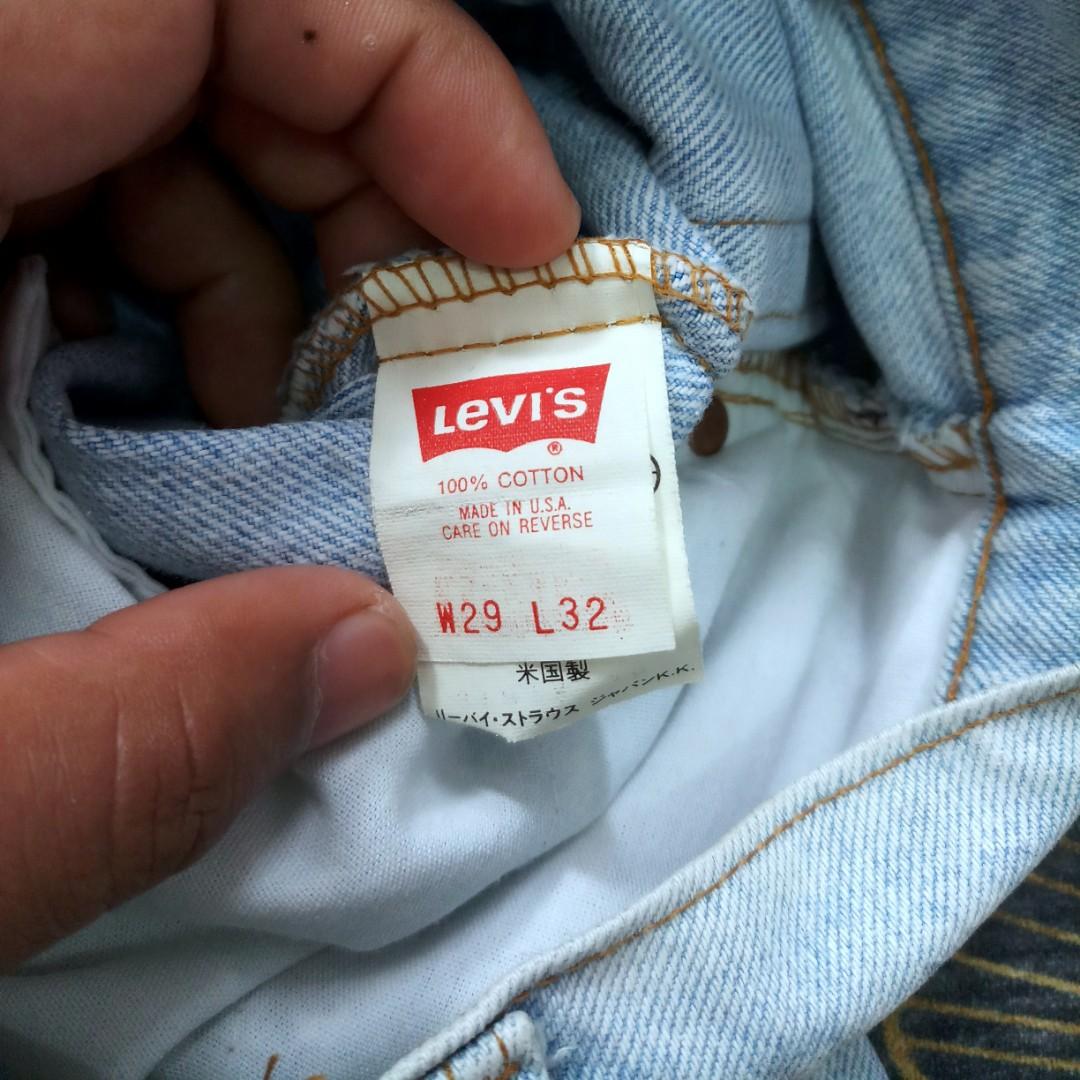 LEVI'S
®
100% COTTON
MADE IN U.S.A.
CARE ON REVERSE
W29 L32
米国製
リーバイ・ストラウス ジャパンK.K.